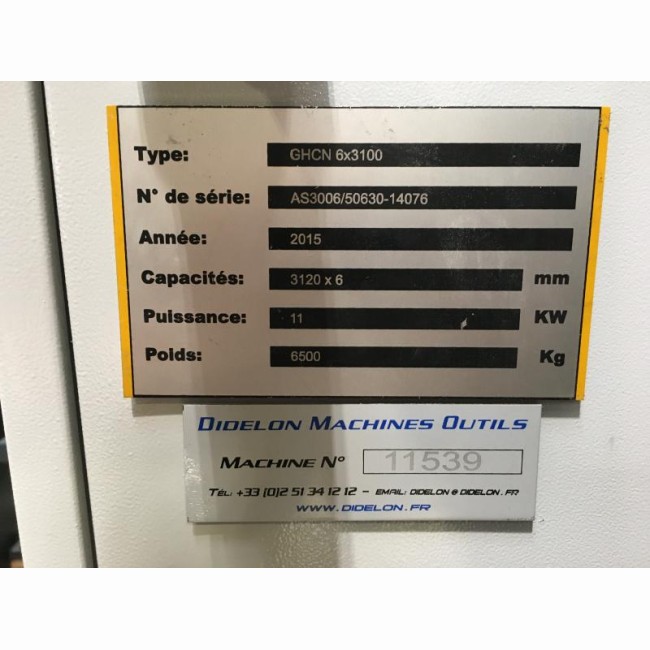 Type: GHCN 6x3100
N° de série: AS3006/50630-14076
Année: 2015
Capacités: 3120 x 6 mm
Puissance: 11 KW
Poids: 6500 Kg
DIDELON MACHINES OUTILS
MACHINE N° 11539
TÉL: +33 (0)2 51 34 12 12 - EMAIL: DIDELON @ DIDELON.FR
WWW.DIDELON.FR